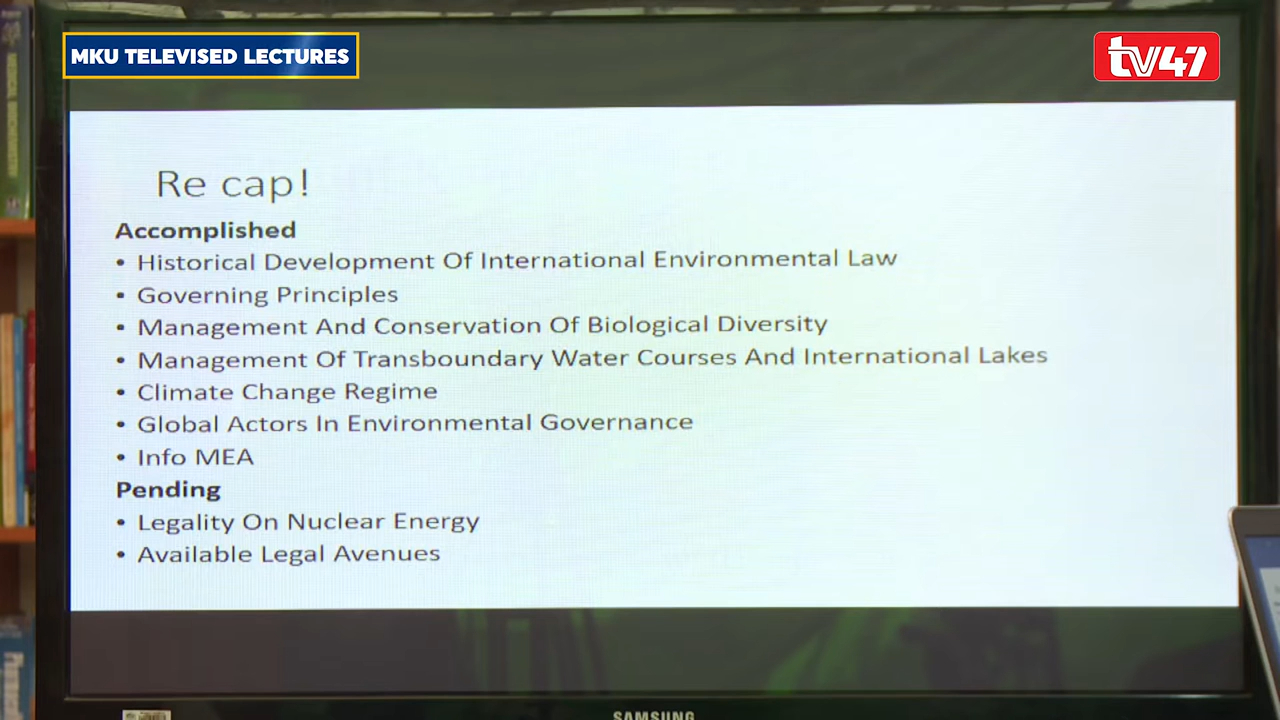 MKU TELEVISED LECTURES
tv47
Re cap!
Accomplished
• Historical Development Of International Environmental Law
• Governing Principles
• Management And Conservation Of Biological Diversity
• Management Of Transboundary Water Courses And International Lakes
• Climate Change Regime
• Global Actors In Environmental Governance
• Info MEA
Pending
• Legality On Nuclear Energy
• Available Legal Avenues
SAMSUNG